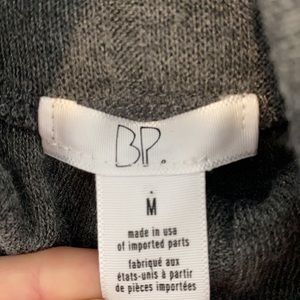 BP.
M
made in usa
of imported parts
fabriqué aux
états-unis à partir
de pièces importées